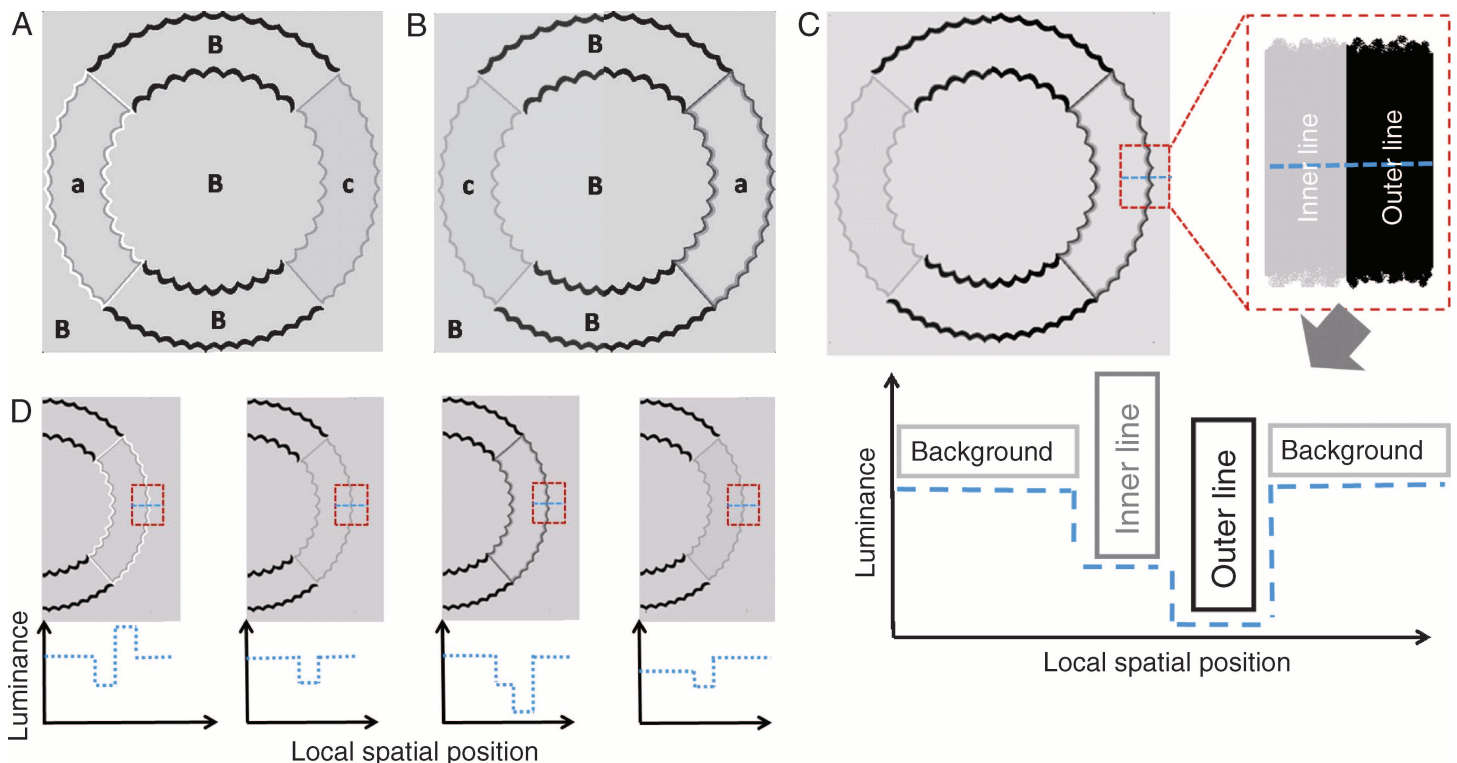 A
B
B
a
B
c
B
B
B
B
B
c
B
a
B
B
C
Inner line
Outer line
Luminance
Background
Inner line
Outer line
Background
Local spatial position
D
Luminance
Local spatial position